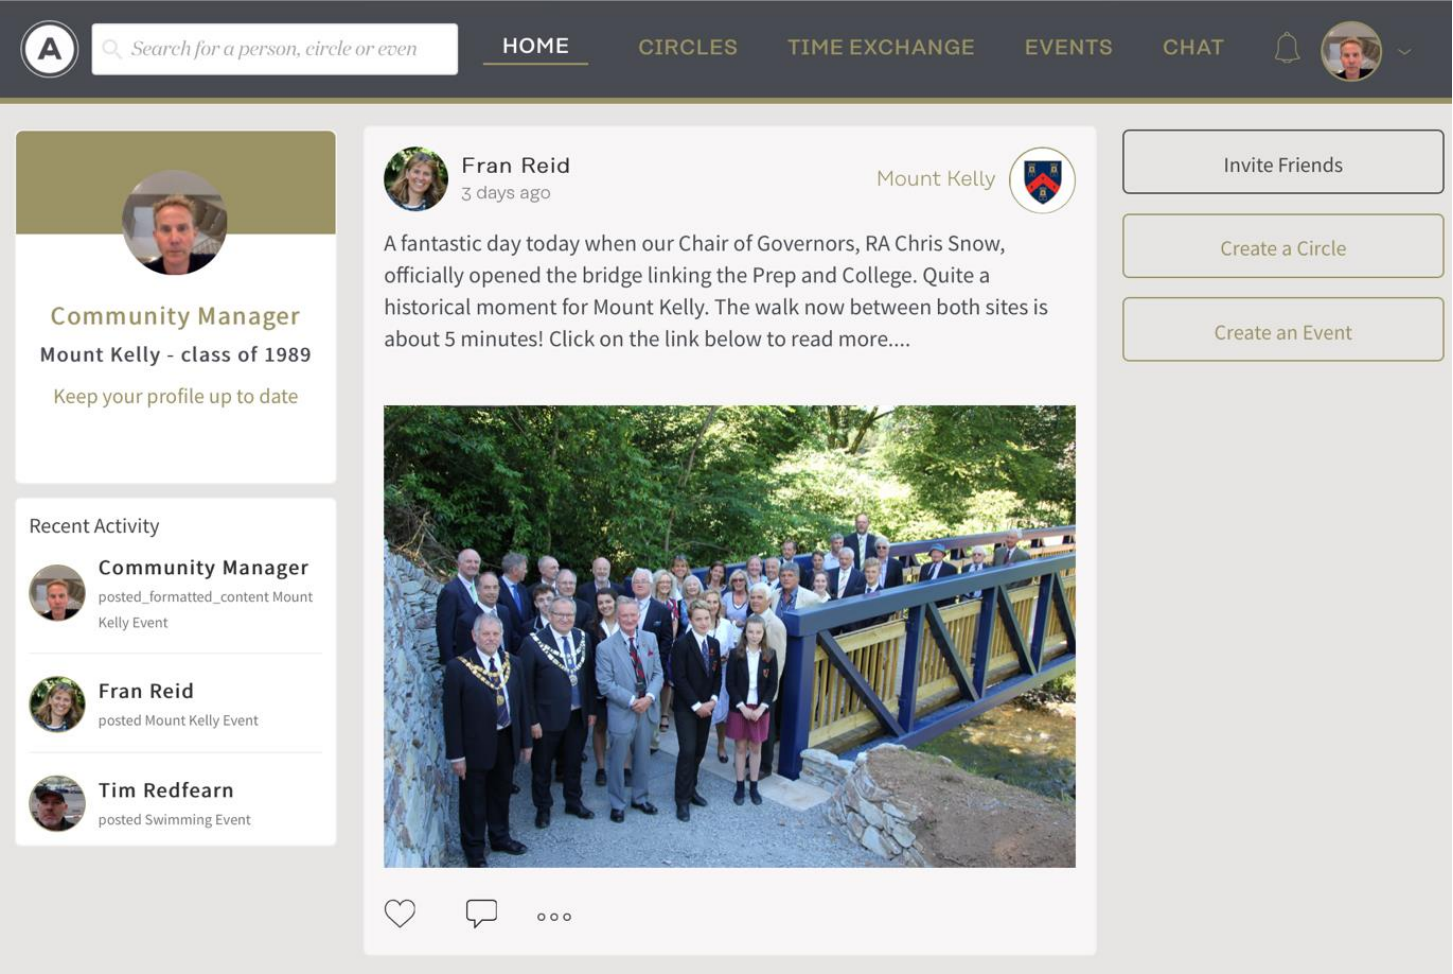 A
Search for a person, circle or even
HOME
CIRCLES
TIME EXCHANGE
EVENTS
CHAT
Community Manager
Mount Kelly - class of 1989
Keep your profile up to date
Recent Activity
Community Manager
posted_formatted_content Mount
Kelly Event
Fran Reid
posted Mount Kelly Event
Tim Redfearn
posted Swimming Event
Fran Reid
3 days ago
Mount Kelly
A fantastic day today when our Chair of Governors, RA Chris Snow,
officially opened the bridge linking the Prep and College. Quite a
historical moment for Mount Kelly. The walk now between both sites is
about 5 minutes! Click on the link below to read more....
Invite Friends
Create a Circle
Create an Event